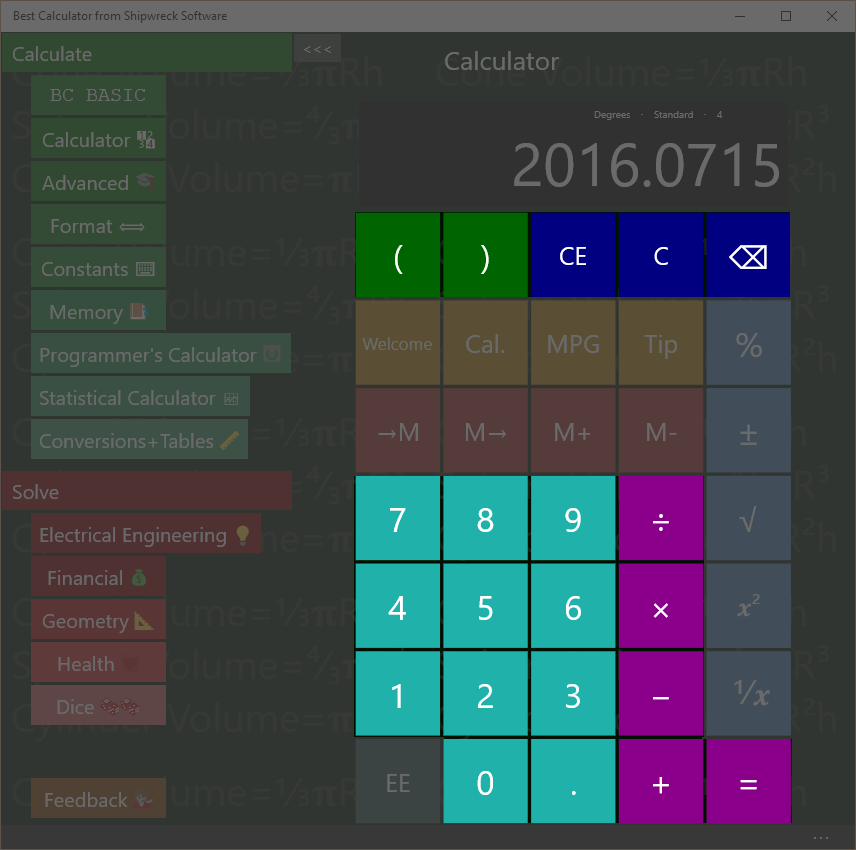 Best Calculator from Shipwreck Software
Calculate
<<<
BC BASIC
Calculator
Advanced
Format
Constants
Memory
Programmer's Calculator
Statistical Calculator
Conversions+Tables
Solve
Electrical Engineering
Financial
Geometry
Health
Dice
Feedback
Calculator
Degrees · Standard · 4
2016.0715
( ) CE C ⌫
Welcome Cal. MPG Tip %
→M M→ M+ M- ±
7 8 9 ÷ √
4 5 6 × x²
1 2 3 − ¹⁄x
EE 0 . + =
...